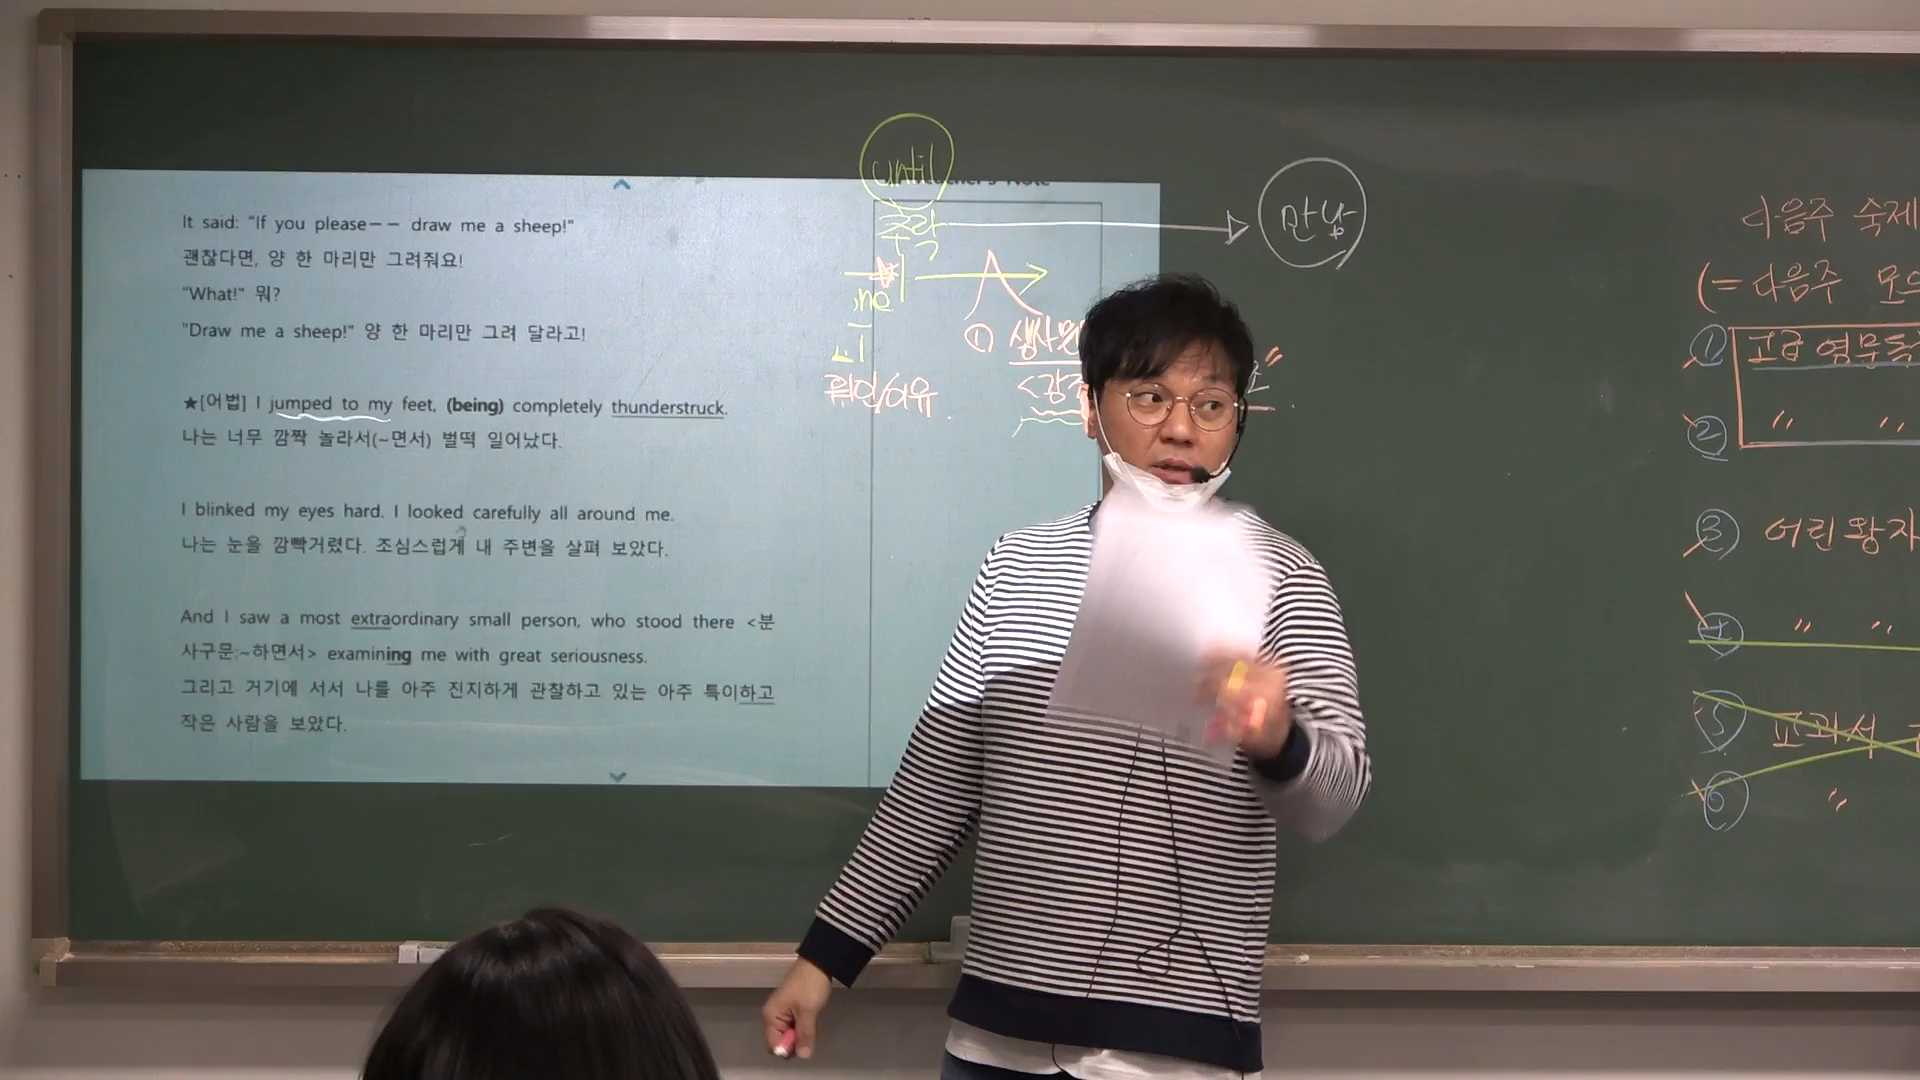 It said: "If you please−− draw me a sheep!"
괜찮다면, 양 한 마리만 그려줘요!
"What!" 뭐?
"Draw me a sheep!" 양 한 마리만 그려 달라고!
★[어법] I jumped to my feet, (being) completely thunderstruck.
나는 너무 깜짝 놀라서(~면서) 벌떡 일어났다.
I blinked my eyes hard. I looked carefully all around me.
나는 눈을 깜빡거렸다. 조심스럽게 내 주변을 살펴 보았다.
And I saw a most extraordinary small person, who stood there <분
사구문:~하면서> examining me with great seriousness.
그리고 거기에 서서 나를 아주 진지하게 관찰하고 있는 아주 특이하고
작은 사람을 보았다.
until
Note
추락
만남
①
<강조
다음주 숙제
(= 다음주 모의
① 고급 영문독
② " "
③ 어린왕자
④ " "
⑤ 교과서
⑥ "